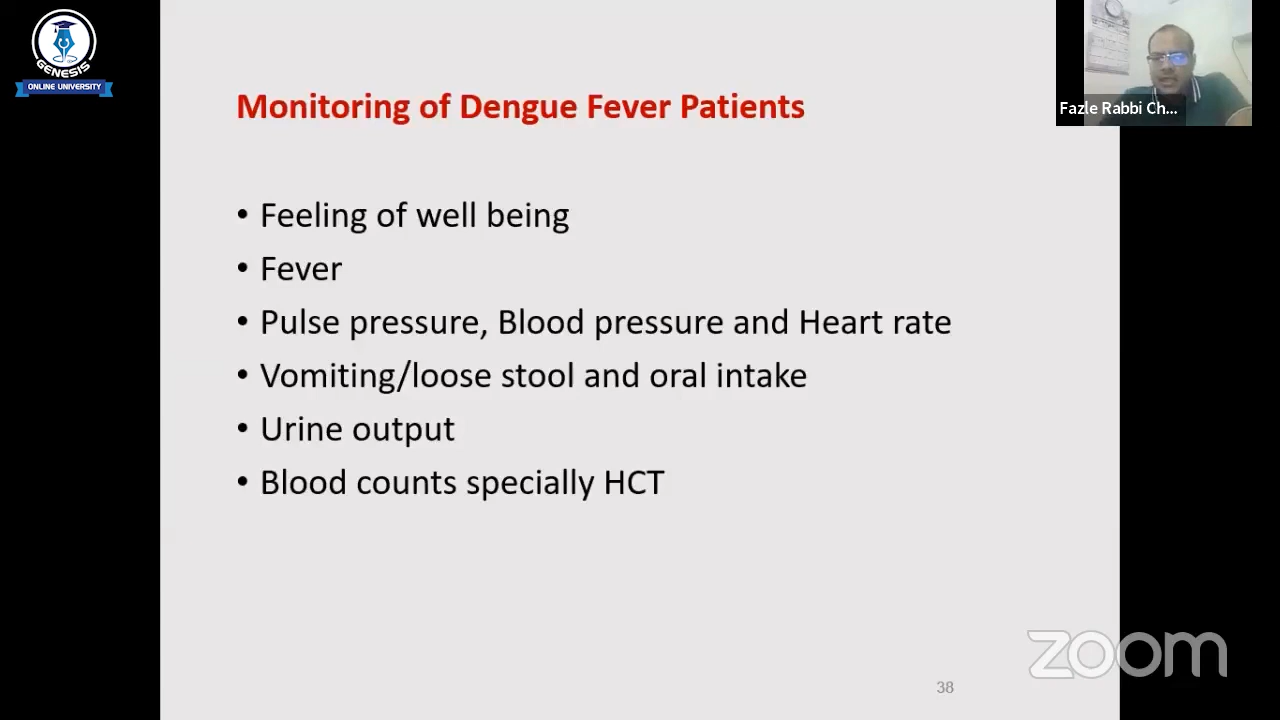 GENESIS
ONLINE UNIVERSITY
Fazle Rabbi Ch...
Monitoring of Dengue Fever Patients
• Feeling of well being
• Fever
• Pulse pressure, Blood pressure and Heart rate
• Vomiting/loose stool and oral intake
• Urine output
• Blood counts specially HCT
38
zoom